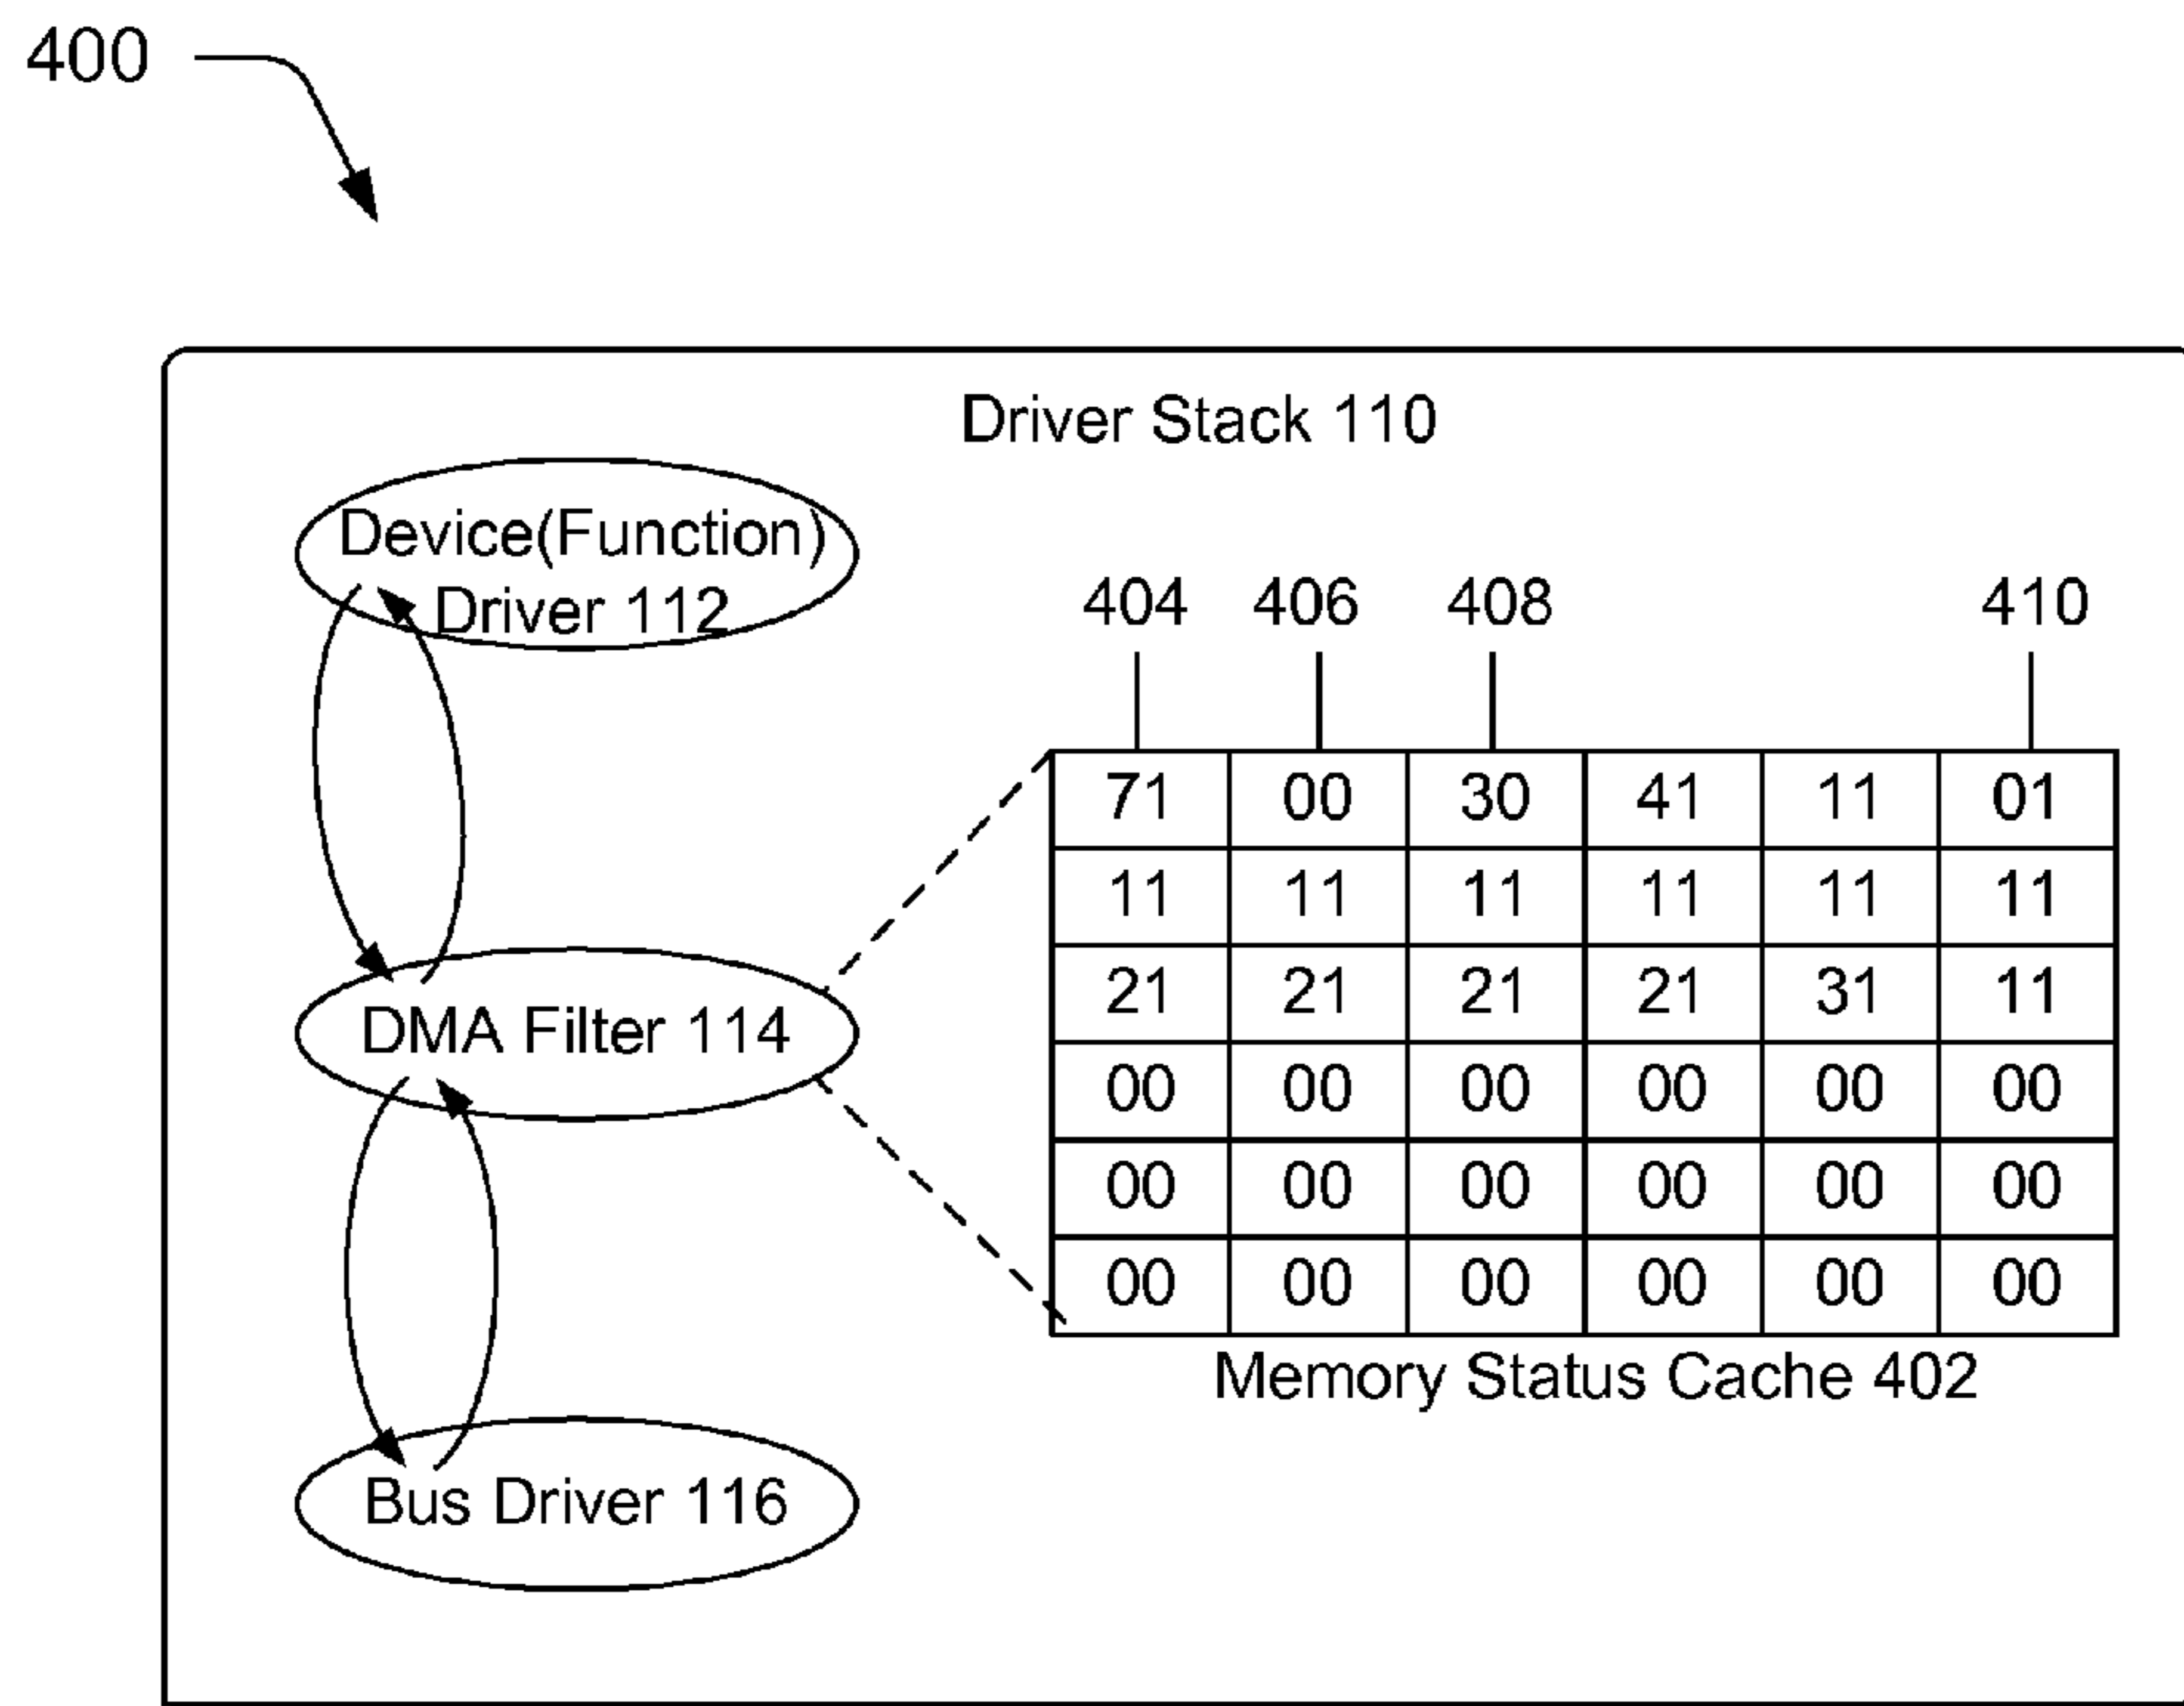 400
Driver Stack 110
Device(Function)
Driver 112
404 406 408 410
71 00 30 41 11 01
11 11 11 11 11 11
21 21 21 21 31 11
DMA Filter 114
00 00 00 00 00 00
00 00 00 00 00 00
00 00 00 00 00 00
Memory Status Cache 402
Bus Driver 116